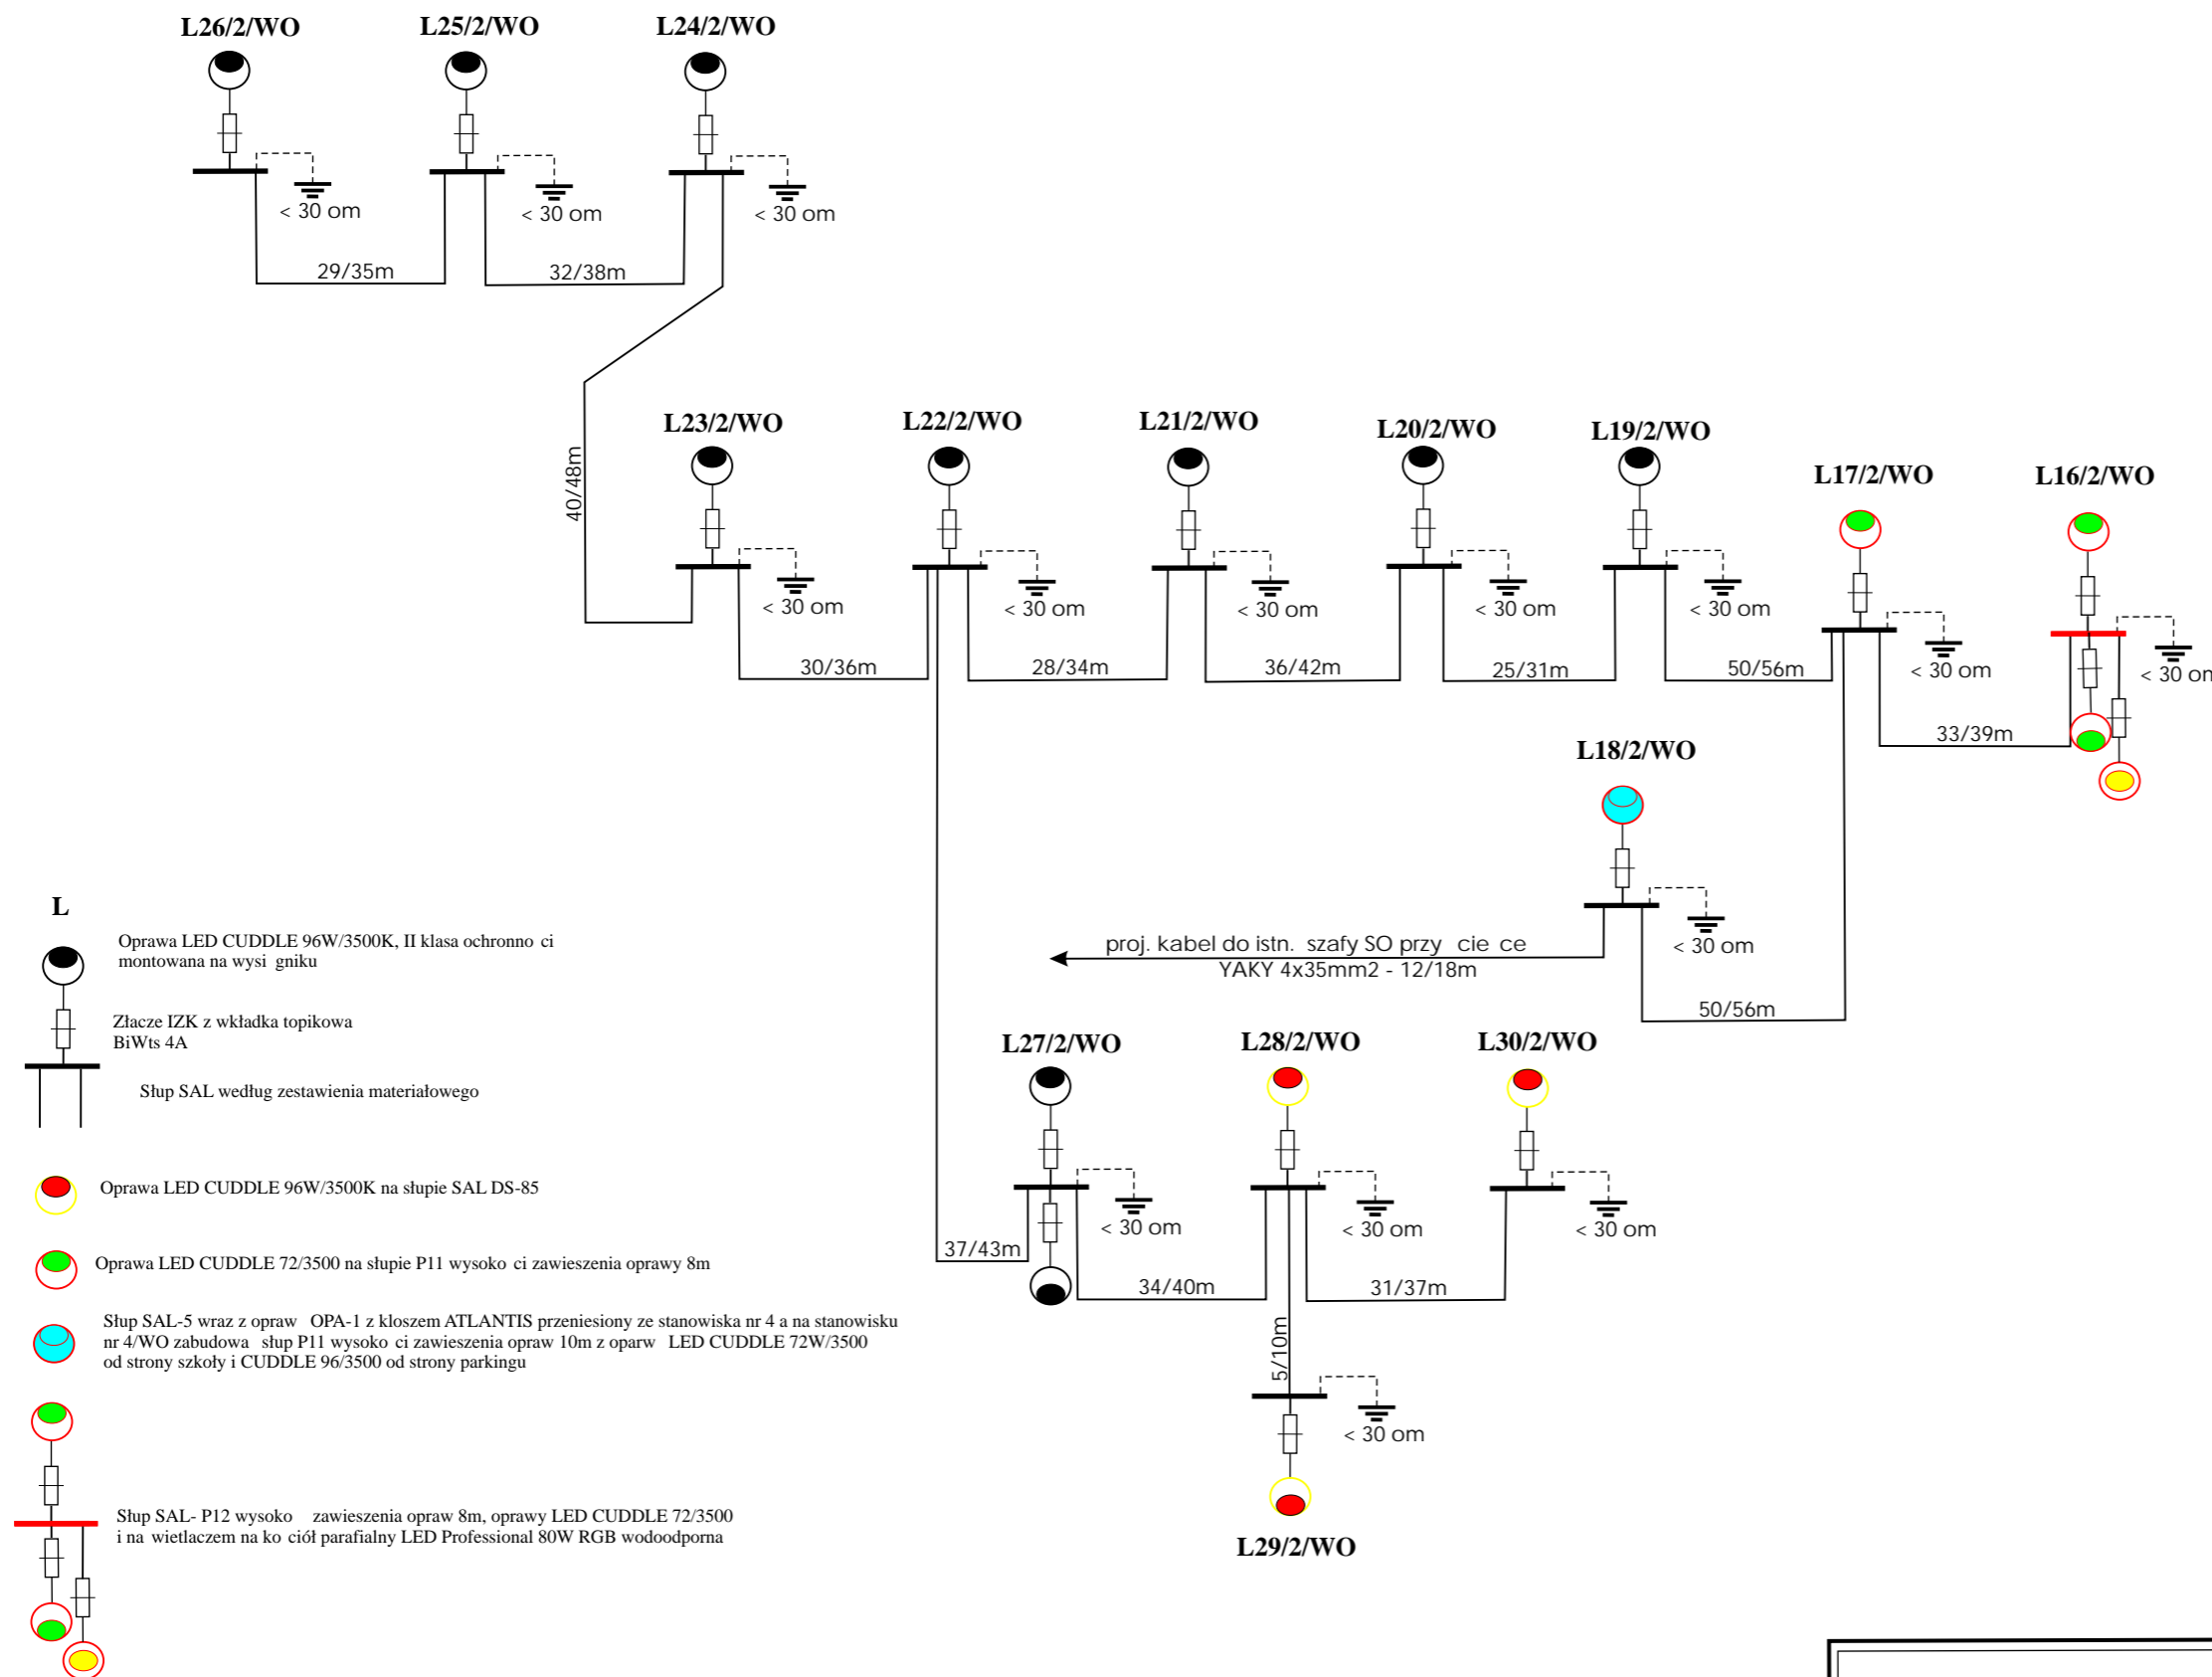 L26/2/WO
L25/2/WO
L24/2/WO
< 30 om
< 30 om
< 30 om
29/35m
32/38m
40/48m
L23/2/WO
L22/2/WO
L21/2/WO
L20/2/WO
L19/2/WO
L17/2/WO
L16/2/WO
< 30 om
< 30 om
< 30 om
< 30 om
< 30 om
< 30 om
< 30 om
30/36m
28/34m
36/42m
25/31m
50/56m
33/39m
L18/2/WO
< 30 om
proj. kabel do istn. szafy SO przy cie ce
YAKY 4x35mm2 - 12/18m
50/56m
L27/2/WO
L28/2/WO
L30/2/WO
< 30 om
< 30 om
< 30 om
37/43m
34/40m
31/37m
5/10m
< 30 om
L29/2/WO
L
Oprawa LED CUDDLE 96W/3500K, II klasa ochronno ci
montowana na wysi gniku
Złacze IZK z wkładka topikowa
BiWts 4A
Słup SAL według zestawienia materiałowego
Oprawa LED CUDDLE 96W/3500K na słupie SAL DS-85
Oprawa LED CUDDLE 72/3500 na słupie P11 wysoko ci zawieszenia oprawy 8m
Słup SAL-5 wraz z opraw OPA-1 z kloszem ATLANTIS przeniesiony ze stanowiska nr 4 a na stanowisku
nr 4/WO zabudowa słup P11 wysoko ci zawieszenia opraw 10m z oparw LED CUDDLE 72W/3500
od strony szkoły i CUDDLE 96/3500 od strony parkingu
Słup SAL- P12 wysoko zawieszenia opraw 8m, oprawy LED CUDDLE 72/3500
i na wietlaczem na ko ciół parafialny LED Professional 80W RGB wodoodporna